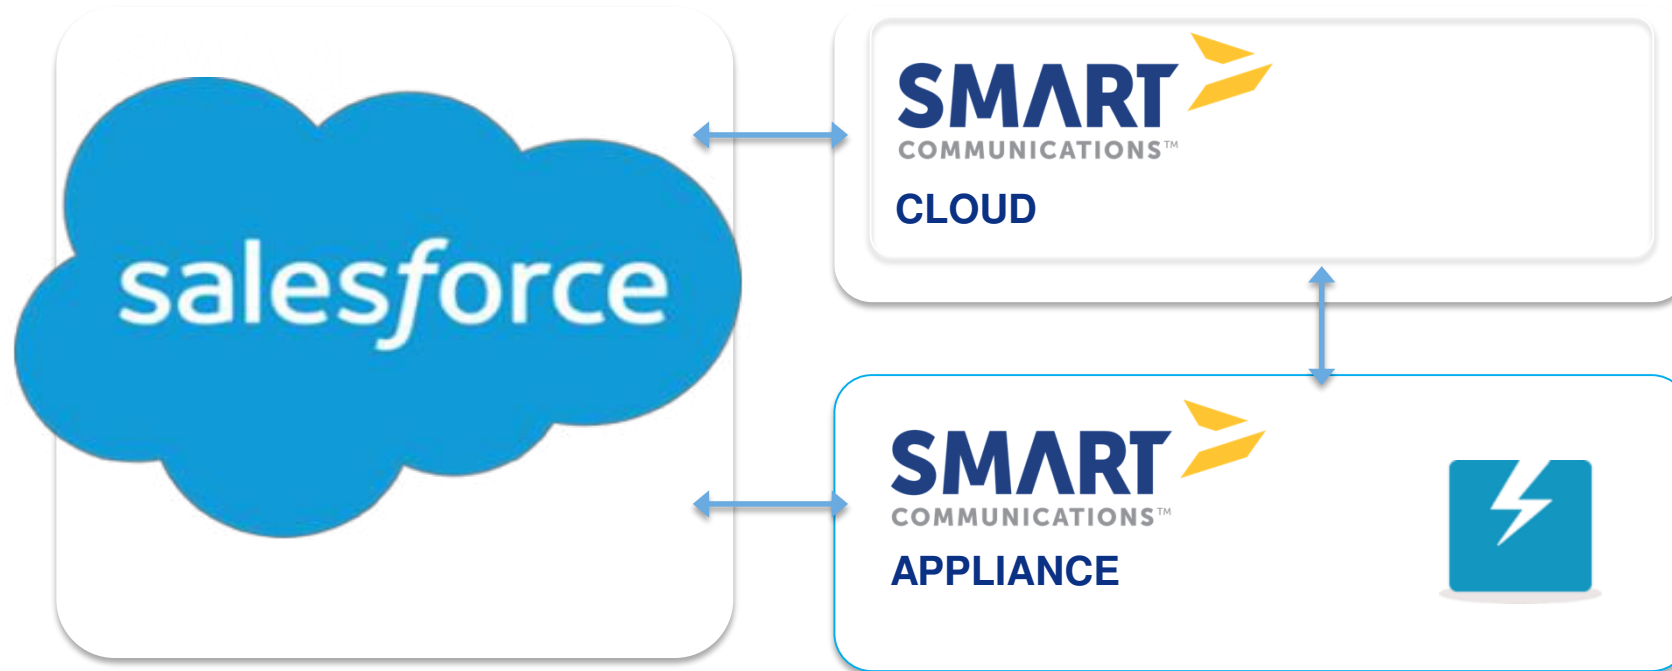 salesforce
SMART
COMMUNICATIONS™
CLOUD
SMART
COMMUNICATIONS™
APPLIANCE